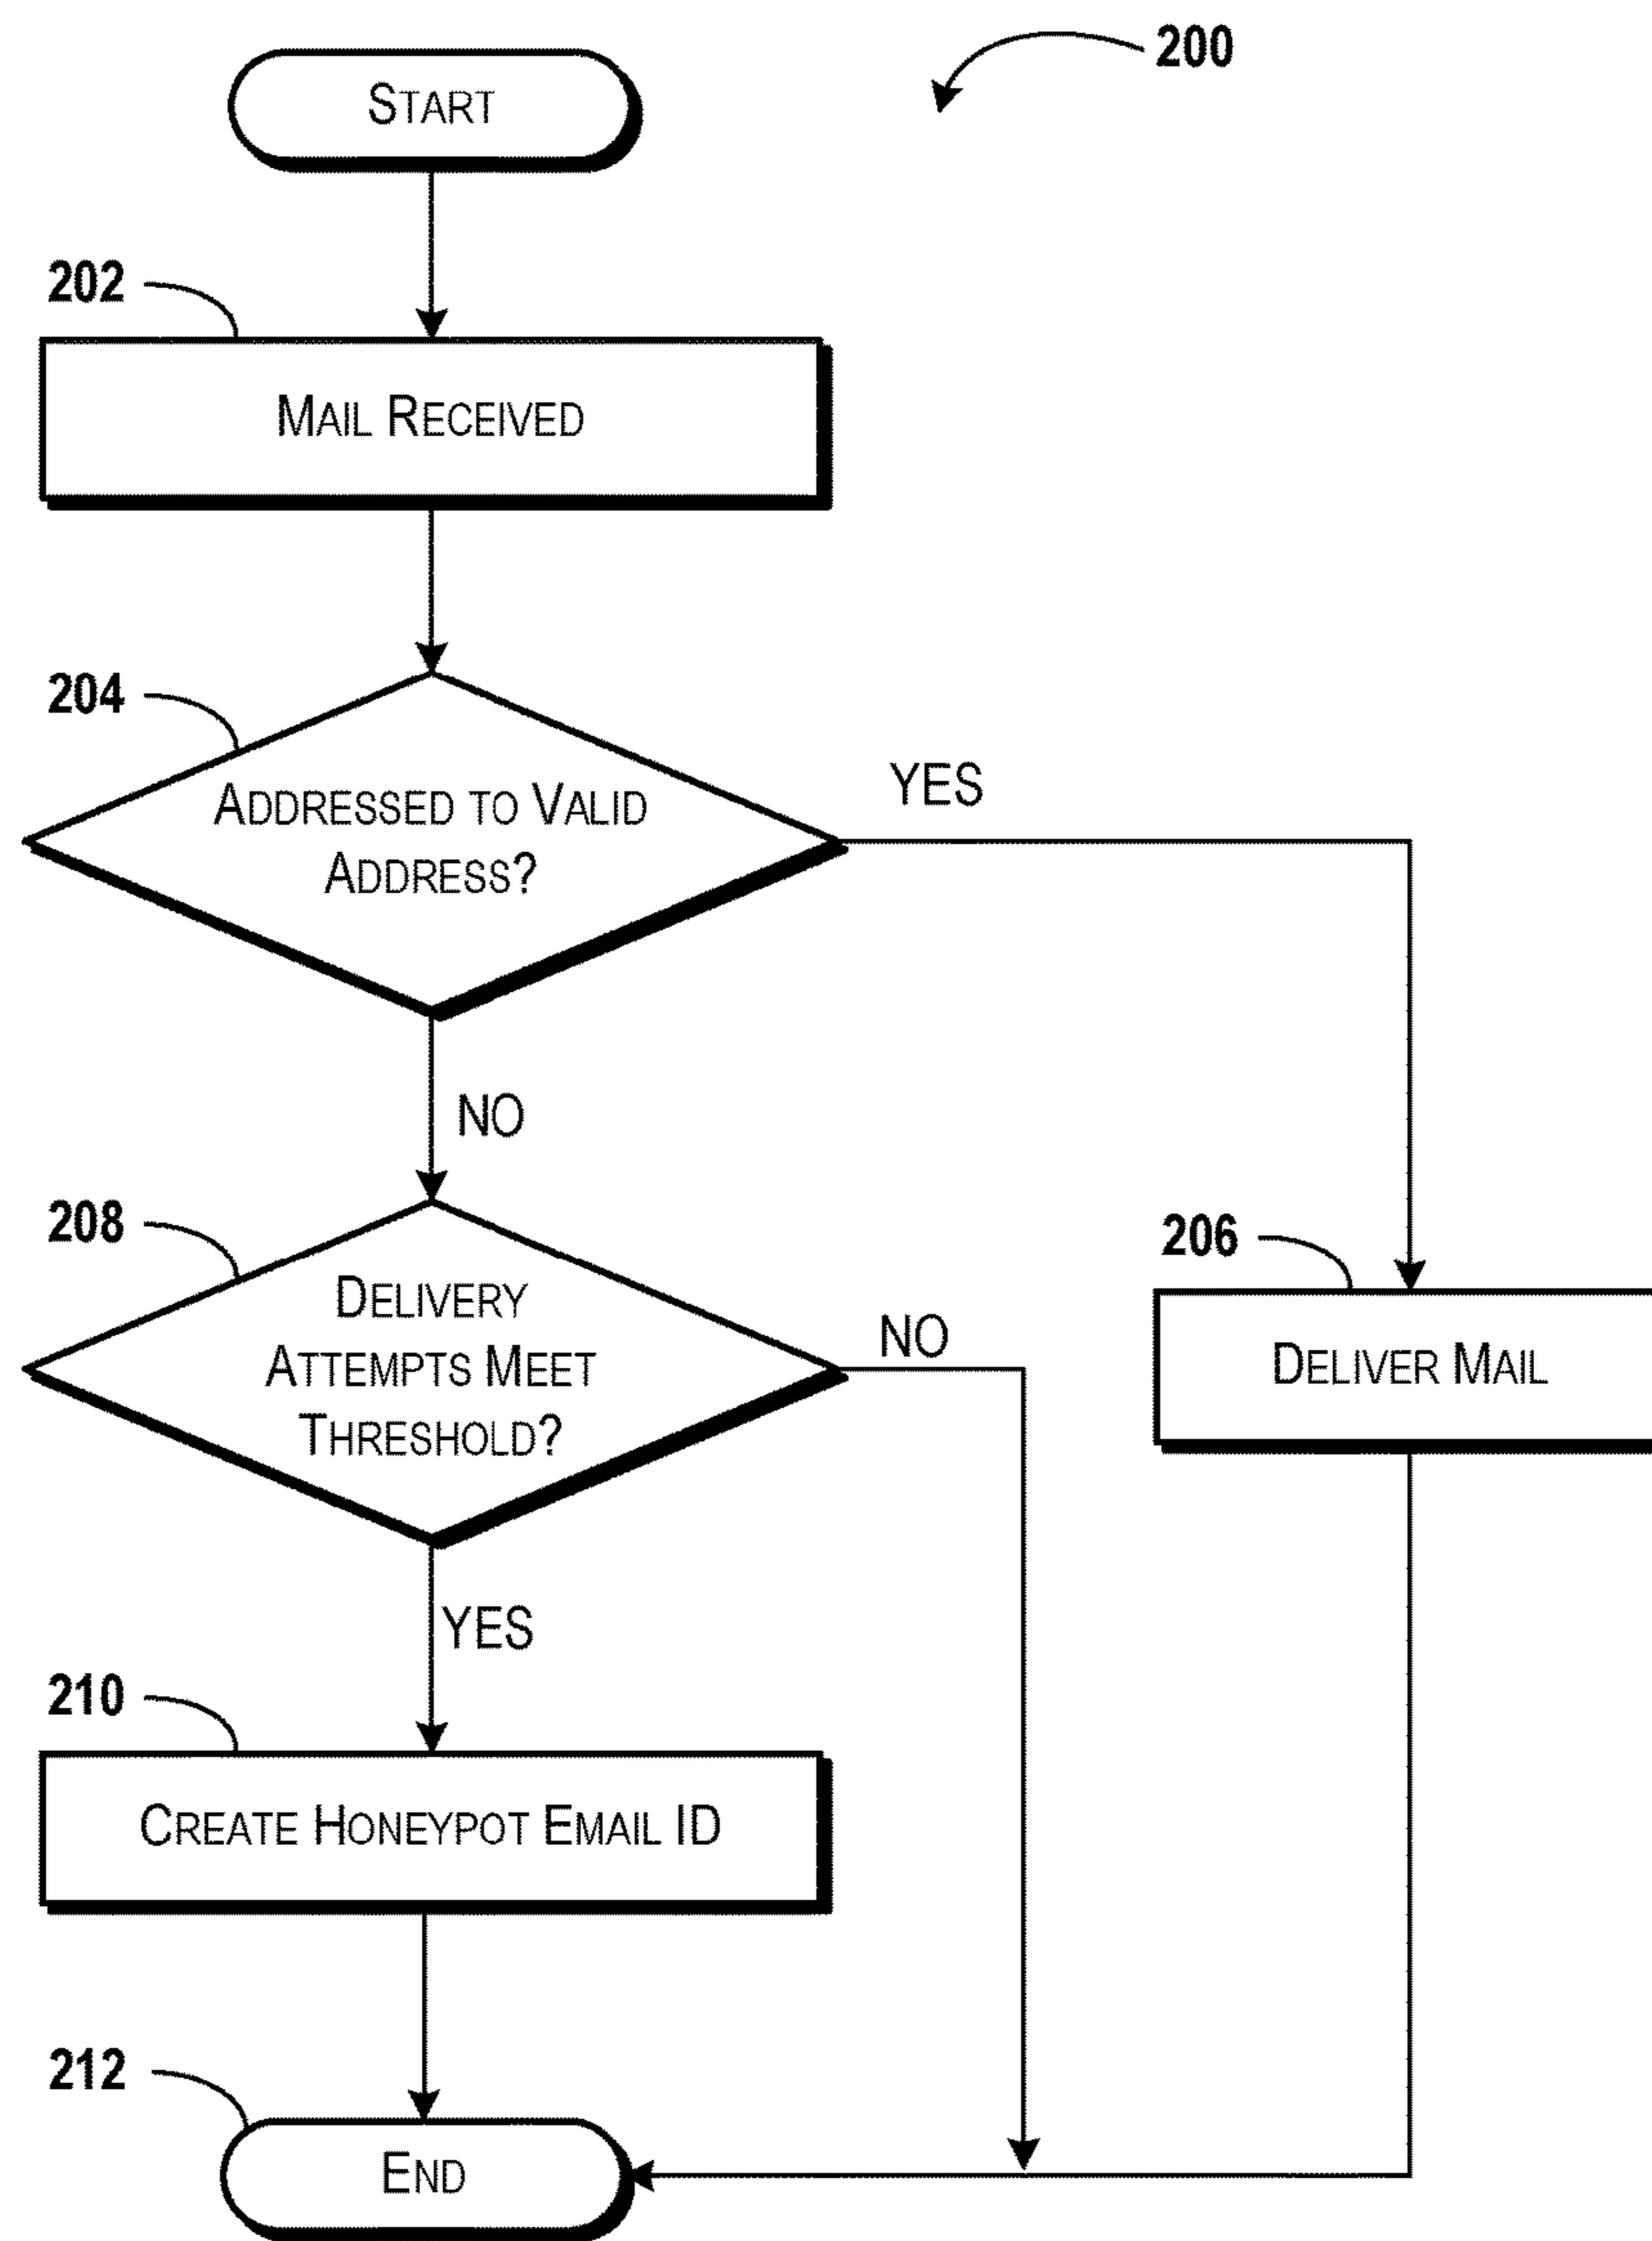 200
START
202
MAIL RECEIVED
204
ADDRESSED TO VALID
ADDRESS?
YES
NO
208
DELIVERY
ATTEMPTS MEET
THRESHOLD?
NO
206
DELIVER MAIL
YES
210
CREATE HONEYPOT EMAIL ID
212
END